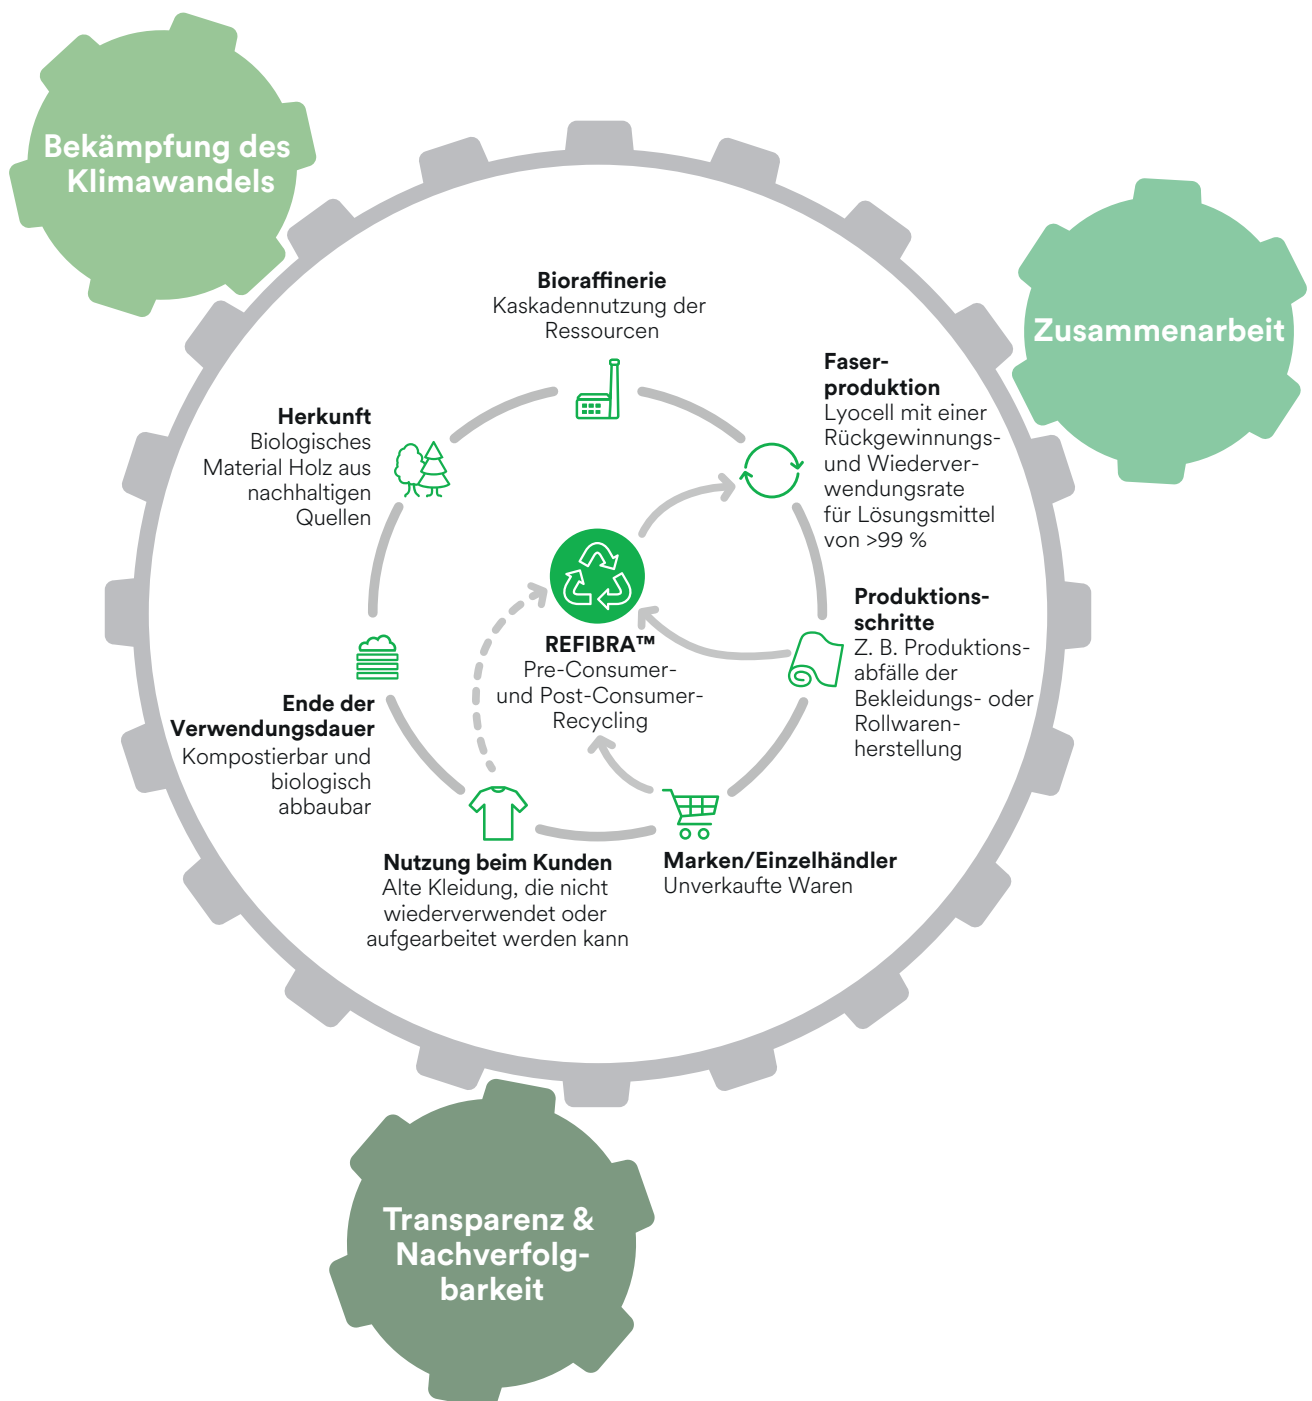 Bekämpfung des
Klimawandels
Zusammenarbeit
Bioraffinerie
Kaskadennutzung der
Ressourcen
Faser-
produktion
Lyocell mit einer
Rückgewinnungs-
und Wiederver-
wendungsrate
für Lösungsmittel
von >99 %
Herkunft
Biologisches
Material Holz aus
nachhaltigen
Quellen
REFIBRA™
Pre-Consumer-
und Post-Consumer-
Recycling
Produktions-
schritte
Z. B. Produktions-
abfälle der
Bekleidungs- oder
Rollwaren-
herstellung
Ende der
Verwendungsdauer
Kompostierbar und
biologisch
abbaubar
Nutzung beim Kunden
Alte Kleidung, die nicht
wiederverwendet oder
aufgearbeitet werden kann
Marken/Einzelhändler
Unverkaufte Waren
Transparenz &
Nachverfolg-
barkeit